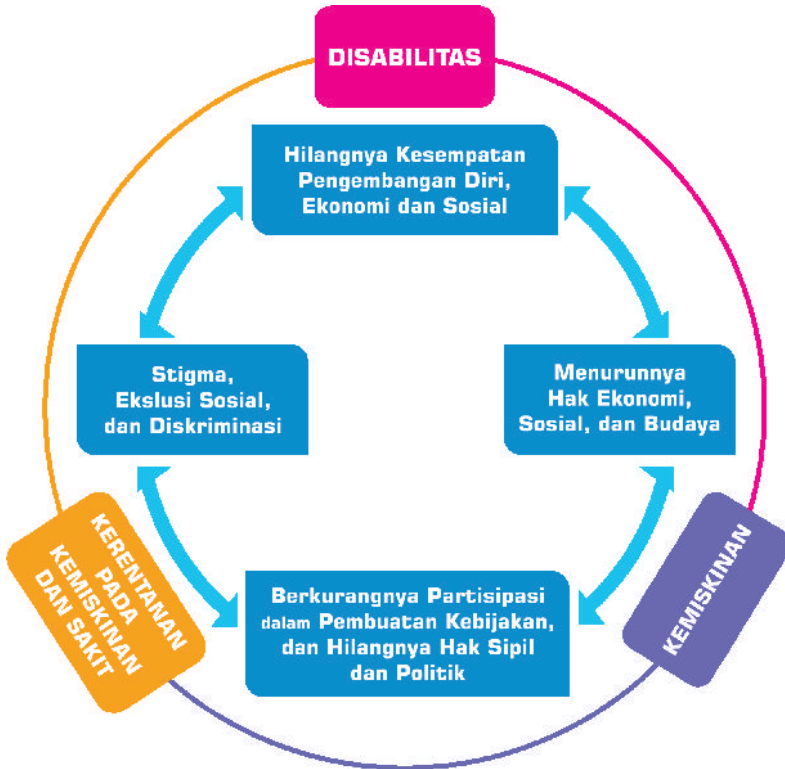 DISABILITAS
Hilangnya Kesempatan
Pengembangan Diri,
Ekonomi dan Sosial
Stigma,
Ekslusi Sosial,
dan Diskriminasi
Menurunnya
Hak Ekonomi,
Sosial, dan Budaya
KERENTANAN
PADA
KEMISKINAN
DAN SAKIT
KEMISKINAN
Berkurangnya Partisipasi
dalam Pembuatan Kebijakan,
dan Hilangnya Hak Sipil
dan Politik